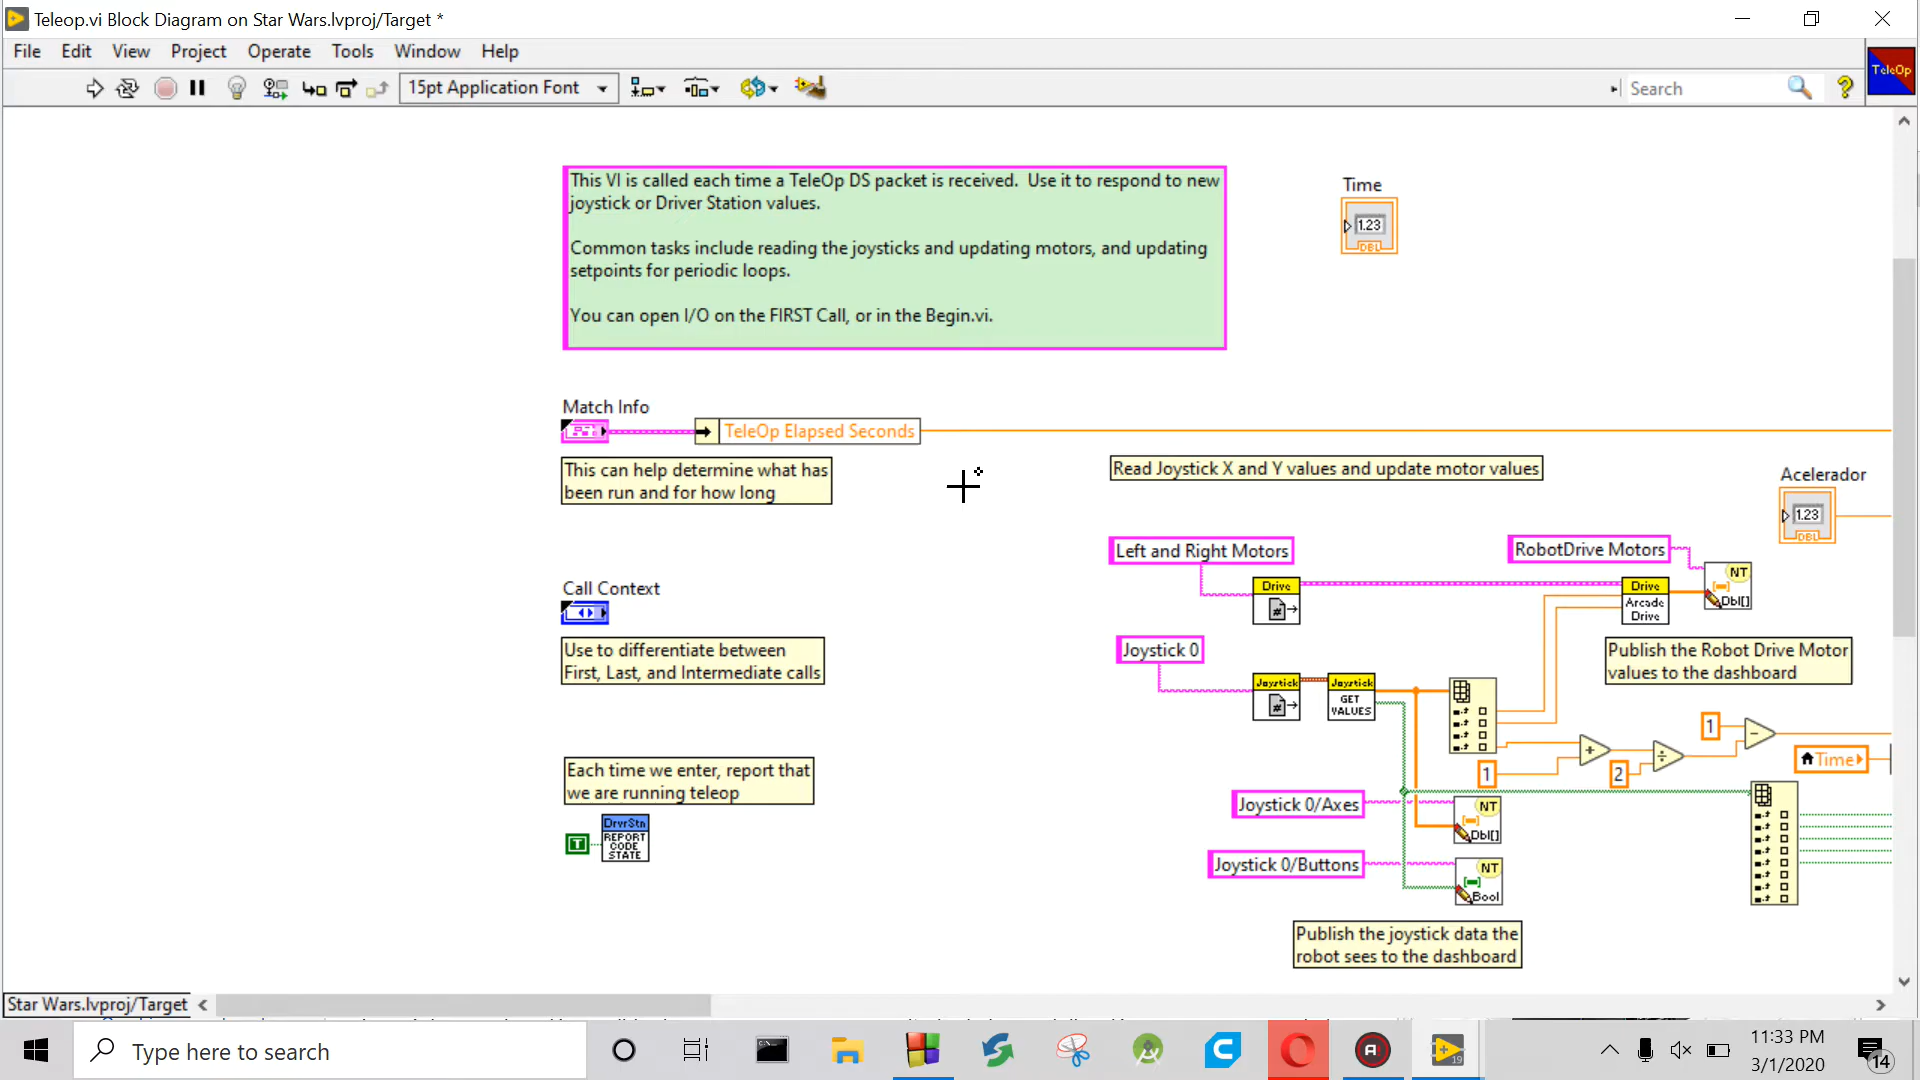 Teleop.vi Block Diagram on Star Wars.lvproj/Target *
File Edit View Project Operate Tools Window Help
15pt Application Font
Search
TeleOp
This VI is called each time a TeleOp DS packet is received. Use it to respond to new
joystick or Driver Station values.
Common tasks include reading the joysticks and updating motors, and updating
setpoints for periodic loops.
You can open I/O on the FIRST Call, or in the Begin.vi.
Time
1.23
DBL
Match Info
TeleOp Elapsed Seconds
This can help determine what has
been run and for how long
Read Joystick X and Y values and update motor values
Acelerador
1.23
DBL
Left and Right Motors
RobotDrive Motors
Drive
Drive
Arcade
Drive
NT
Dbl[]
Call Context
Use to differentiate between
First, Last, and Intermediate calls
Joystick 0
Joystick
Joystick
GET
VALUES
Publish the Robot Drive Motor
values to the dashboard
1
Time
1
2
Each time we enter, report that
we are running teleop
T
DrvrStn
REPORT
CODE
STATE
Joystick 0/Axes
NT
Dbl[]
Joystick 0/Buttons
NT
Bool
Publish the joystick data the
robot sees to the dashboard
Star Wars.lvproj/Target
Type here to search
19
11:33 PM
3/1/2020
14